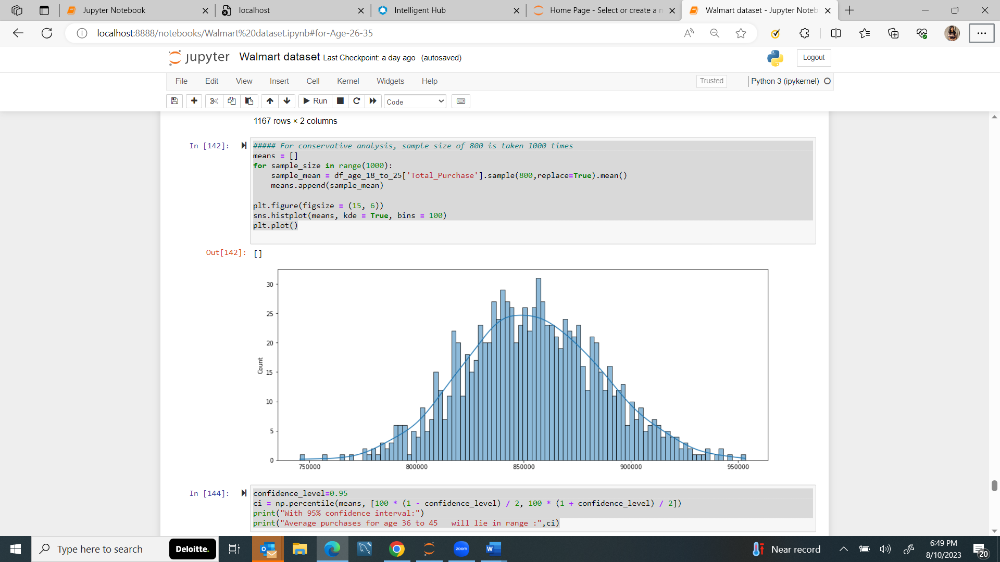 Jupyter Notebook
localhost
Intelligent Hub
Home Page - Select or create a n
Walmart dataset - Jupyter Noteb
localhost:8888/notebooks/Walmart%20dataset.ipynb#for-Age-26-35
jupyter Walmart dataset Last Checkpoint: a day ago (autosaved)
Logout
File Edit View Insert Cell Kernel Widgets Help
Trusted
Python 3 (ipykernel)
Run
Code
1167 rows × 2 columns
In [142]:
##### For conservative analysis, sample size of 800 is taken 1000 times
means = []
for sample_size in range(1000):
    sample_mean = df_age_18_to_25['Total_Purchase'].sample(800,replace=True).mean()
    means.append(sample_mean)
plt.figure(figsize = (15, 6))
sns.histplot(means, kde = True, bins = 100)
plt.plot()
Out[142]: []
30
25
20
15
10
5
0
Count
750000 800000 850000 900000 950000
In [144]:
confidence_level=0.95
ci = np.percentile(means, [100 * (1 - confidence_level) / 2, 100 * (1 + confidence_level) / 2])
print("With 95% confidence interval:")
print("Average purchases for age 36 to 45   will lie in range :",ci)
Type here to search
Deloitte.
zoom
Near record
6:49 PM
8/10/2023
20